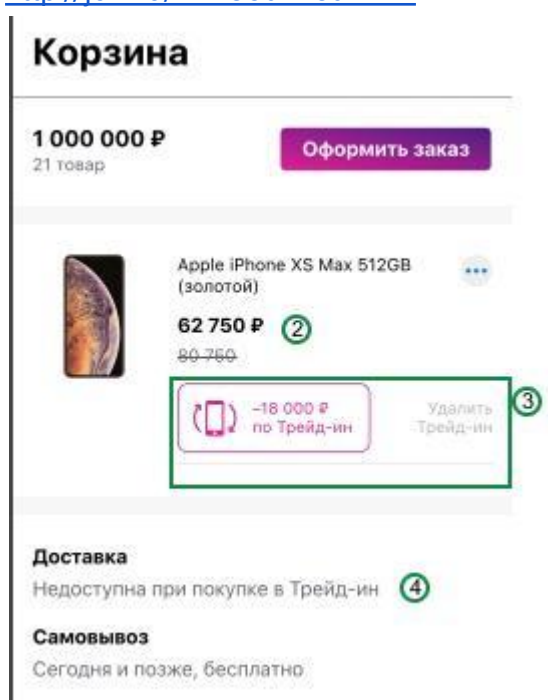 Корзина
1 000 000 ₽
21 товар
Оформить заказ
Apple iPhone XS Max 512GB
(золотой)
62 750 ₽ 2
80 760
3
–18 000 ₽
по Трейд-ин
Удалить
Трейд-ин
Доставка
Недоступна при покупке в Трейд-ин 4
Самовывоз
Сегодня и позже, бесплатно